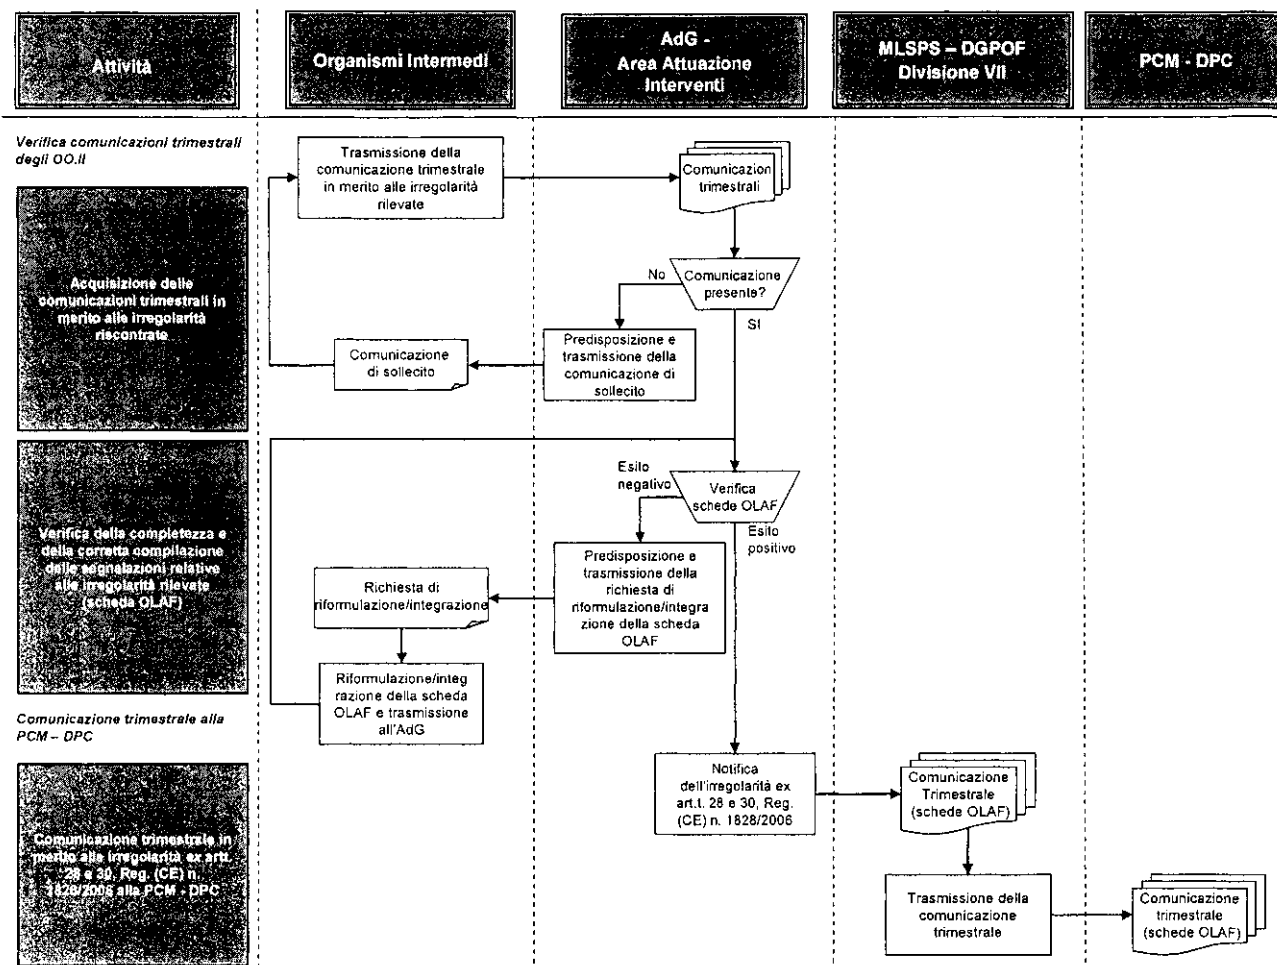 Attività
Organismi Intermedi
AdG -
Area Attuazione
Interventi
MLSPS – DGPOF
Divisione VII
PCM - DPC
Verifica comunicazioni trimestrali
degli OO.II
Trasmissione della
comunicazione trimestrale
in merito alle irregolarità
rilevate
Comunicazioni
trimestrali
Acquisizione delle
comunicazioni trimestrali in
merito alle irregolarità
riscontrate
No
Comunicazione
presente?
SI
Predisposizione e
trasmissione della
comunicazione di
sollecito
Comunicazione
di sollecito
Verifica della completezza e
della corretta compilazione
delle segnalazioni relative
alle irregolarità rilevate
(scheda OLAF)
Esito
negativo
Verifica
schede OLAF
Esito
positivo
Predisposizione e
trasmissione della
richiesta di
riformulazione/integra
zione della scheda
OLAF
Richiesta di
riformulazione/integrazione
Riformulazione/integ
razione della scheda
OLAF e trasmissione
all'AdG
Comunicazione trimestrale alla
PCM – DPC
Comunicazione trimestrale in
merito alle irregolarità ex artt.
28 e 30, Reg. (CE) n.
1828/2006 alla PCM - DPC
Notifica
dell'irregolarità ex
art.t. 28 e 30, Reg.
(CE) n. 1828/2006
Comunicazione
Trimestrale
(schede OLAF)
Trasmissione della
comunicazione
trimestrale
Comunicazione
trimestrale
(schede OLAF)